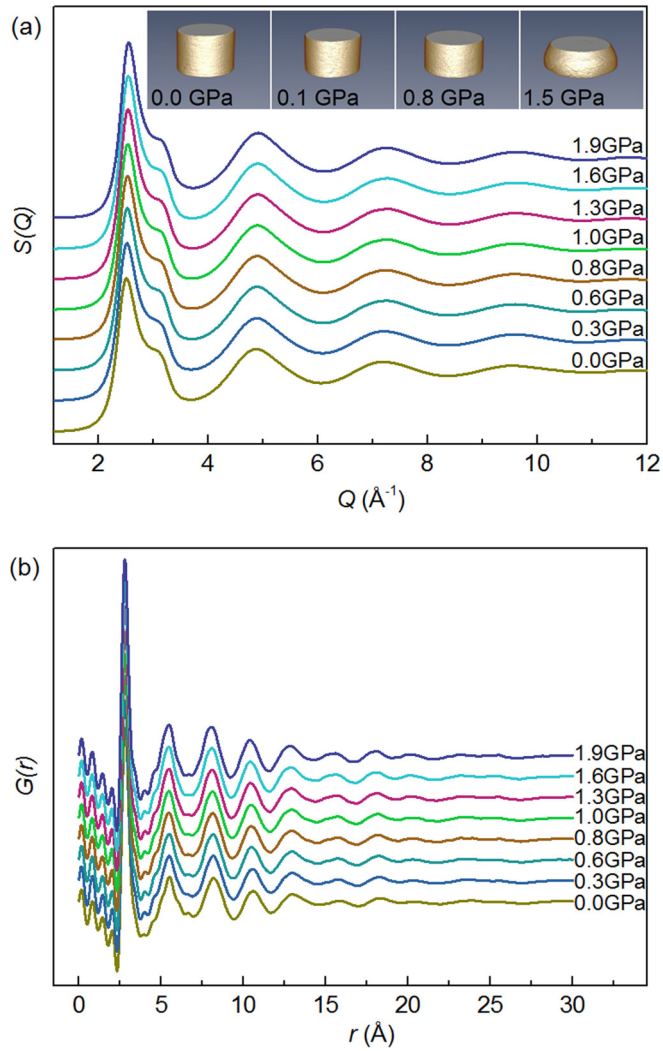 (a)
0.0 GPa 0.1 GPa 0.8 GPa 1.5 GPa
1.9GPa
1.6GPa
1.3GPa
1.0GPa
0.8GPa
0.6GPa
0.3GPa
0.0GPa
S(Q)
2 4 6 8 10 12
Q (Å⁻¹)
(b)
1.9GPa
1.6GPa
1.3GPa
1.0GPa
0.8GPa
0.6GPa
0.3GPa
0.0GPa
G(r)
0 5 10 15 20 25 30
r (Å)